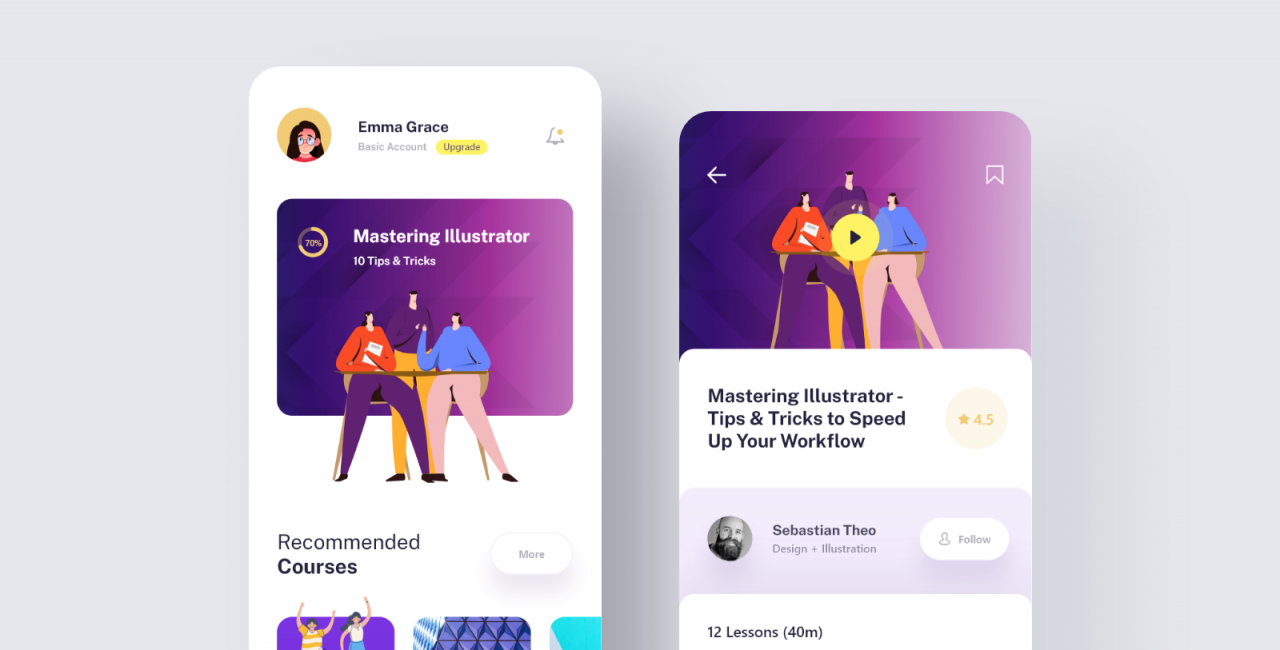 Emma Grace
Basic Account Upgrade
70%
Mastering Illustrator
10 Tips & Tricks
Recommended
Courses
More
Mastering Illustrator -
Tips & Tricks to Speed
Up Your Workflow
4.5
Sebastian Theo
Design + Illustration
Follow
12 Lessons (40m)